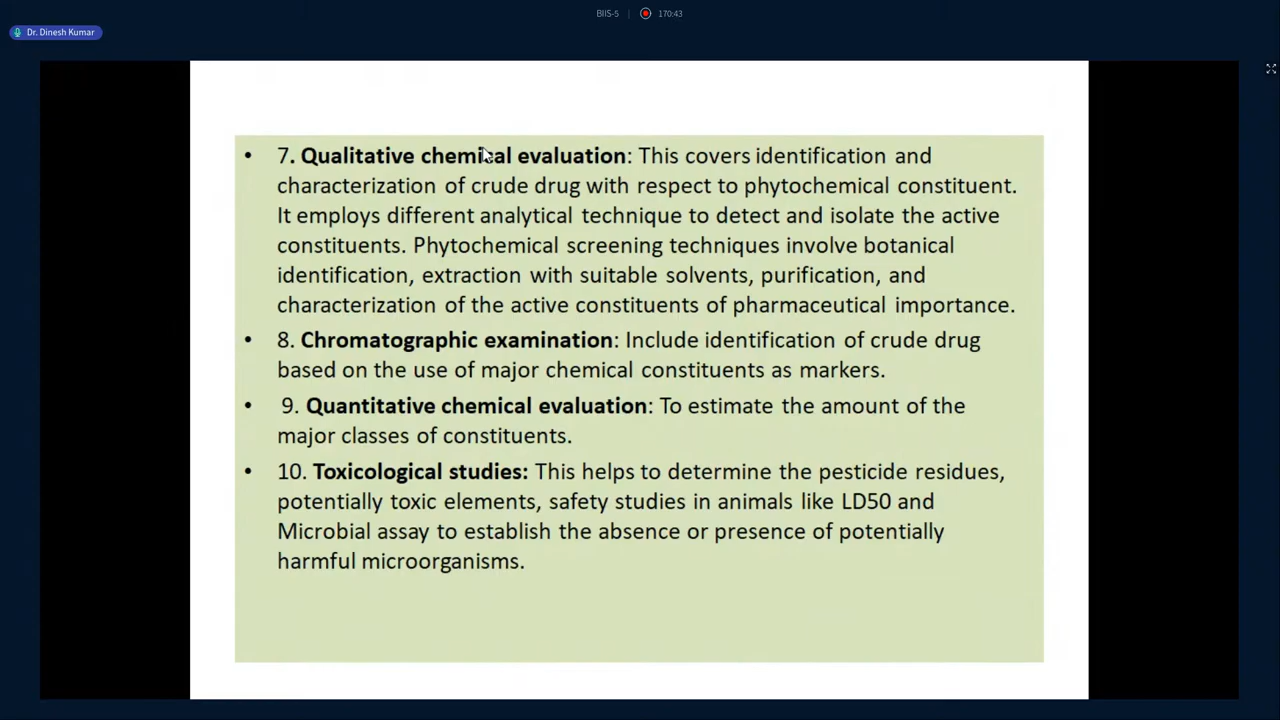 BIIS-5 | 170:43
Dr. Dinesh Kumar
• 7. Qualitative chemical evaluation: This covers identification and
characterization of crude drug with respect to phytochemical constituent.
It employs different analytical technique to detect and isolate the active
constituents. Phytochemical screening techniques involve botanical
identification, extraction with suitable solvents, purification, and
characterization of the active constituents of pharmaceutical importance.
• 8. Chromatographic examination: Include identification of crude drug
based on the use of major chemical constituents as markers.
• 9. Quantitative chemical evaluation: To estimate the amount of the
major classes of constituents.
• 10. Toxicological studies: This helps to determine the pesticide residues,
potentially toxic elements, safety studies in animals like LD50 and
Microbial assay to establish the absence or presence of potentially
harmful microorganisms.